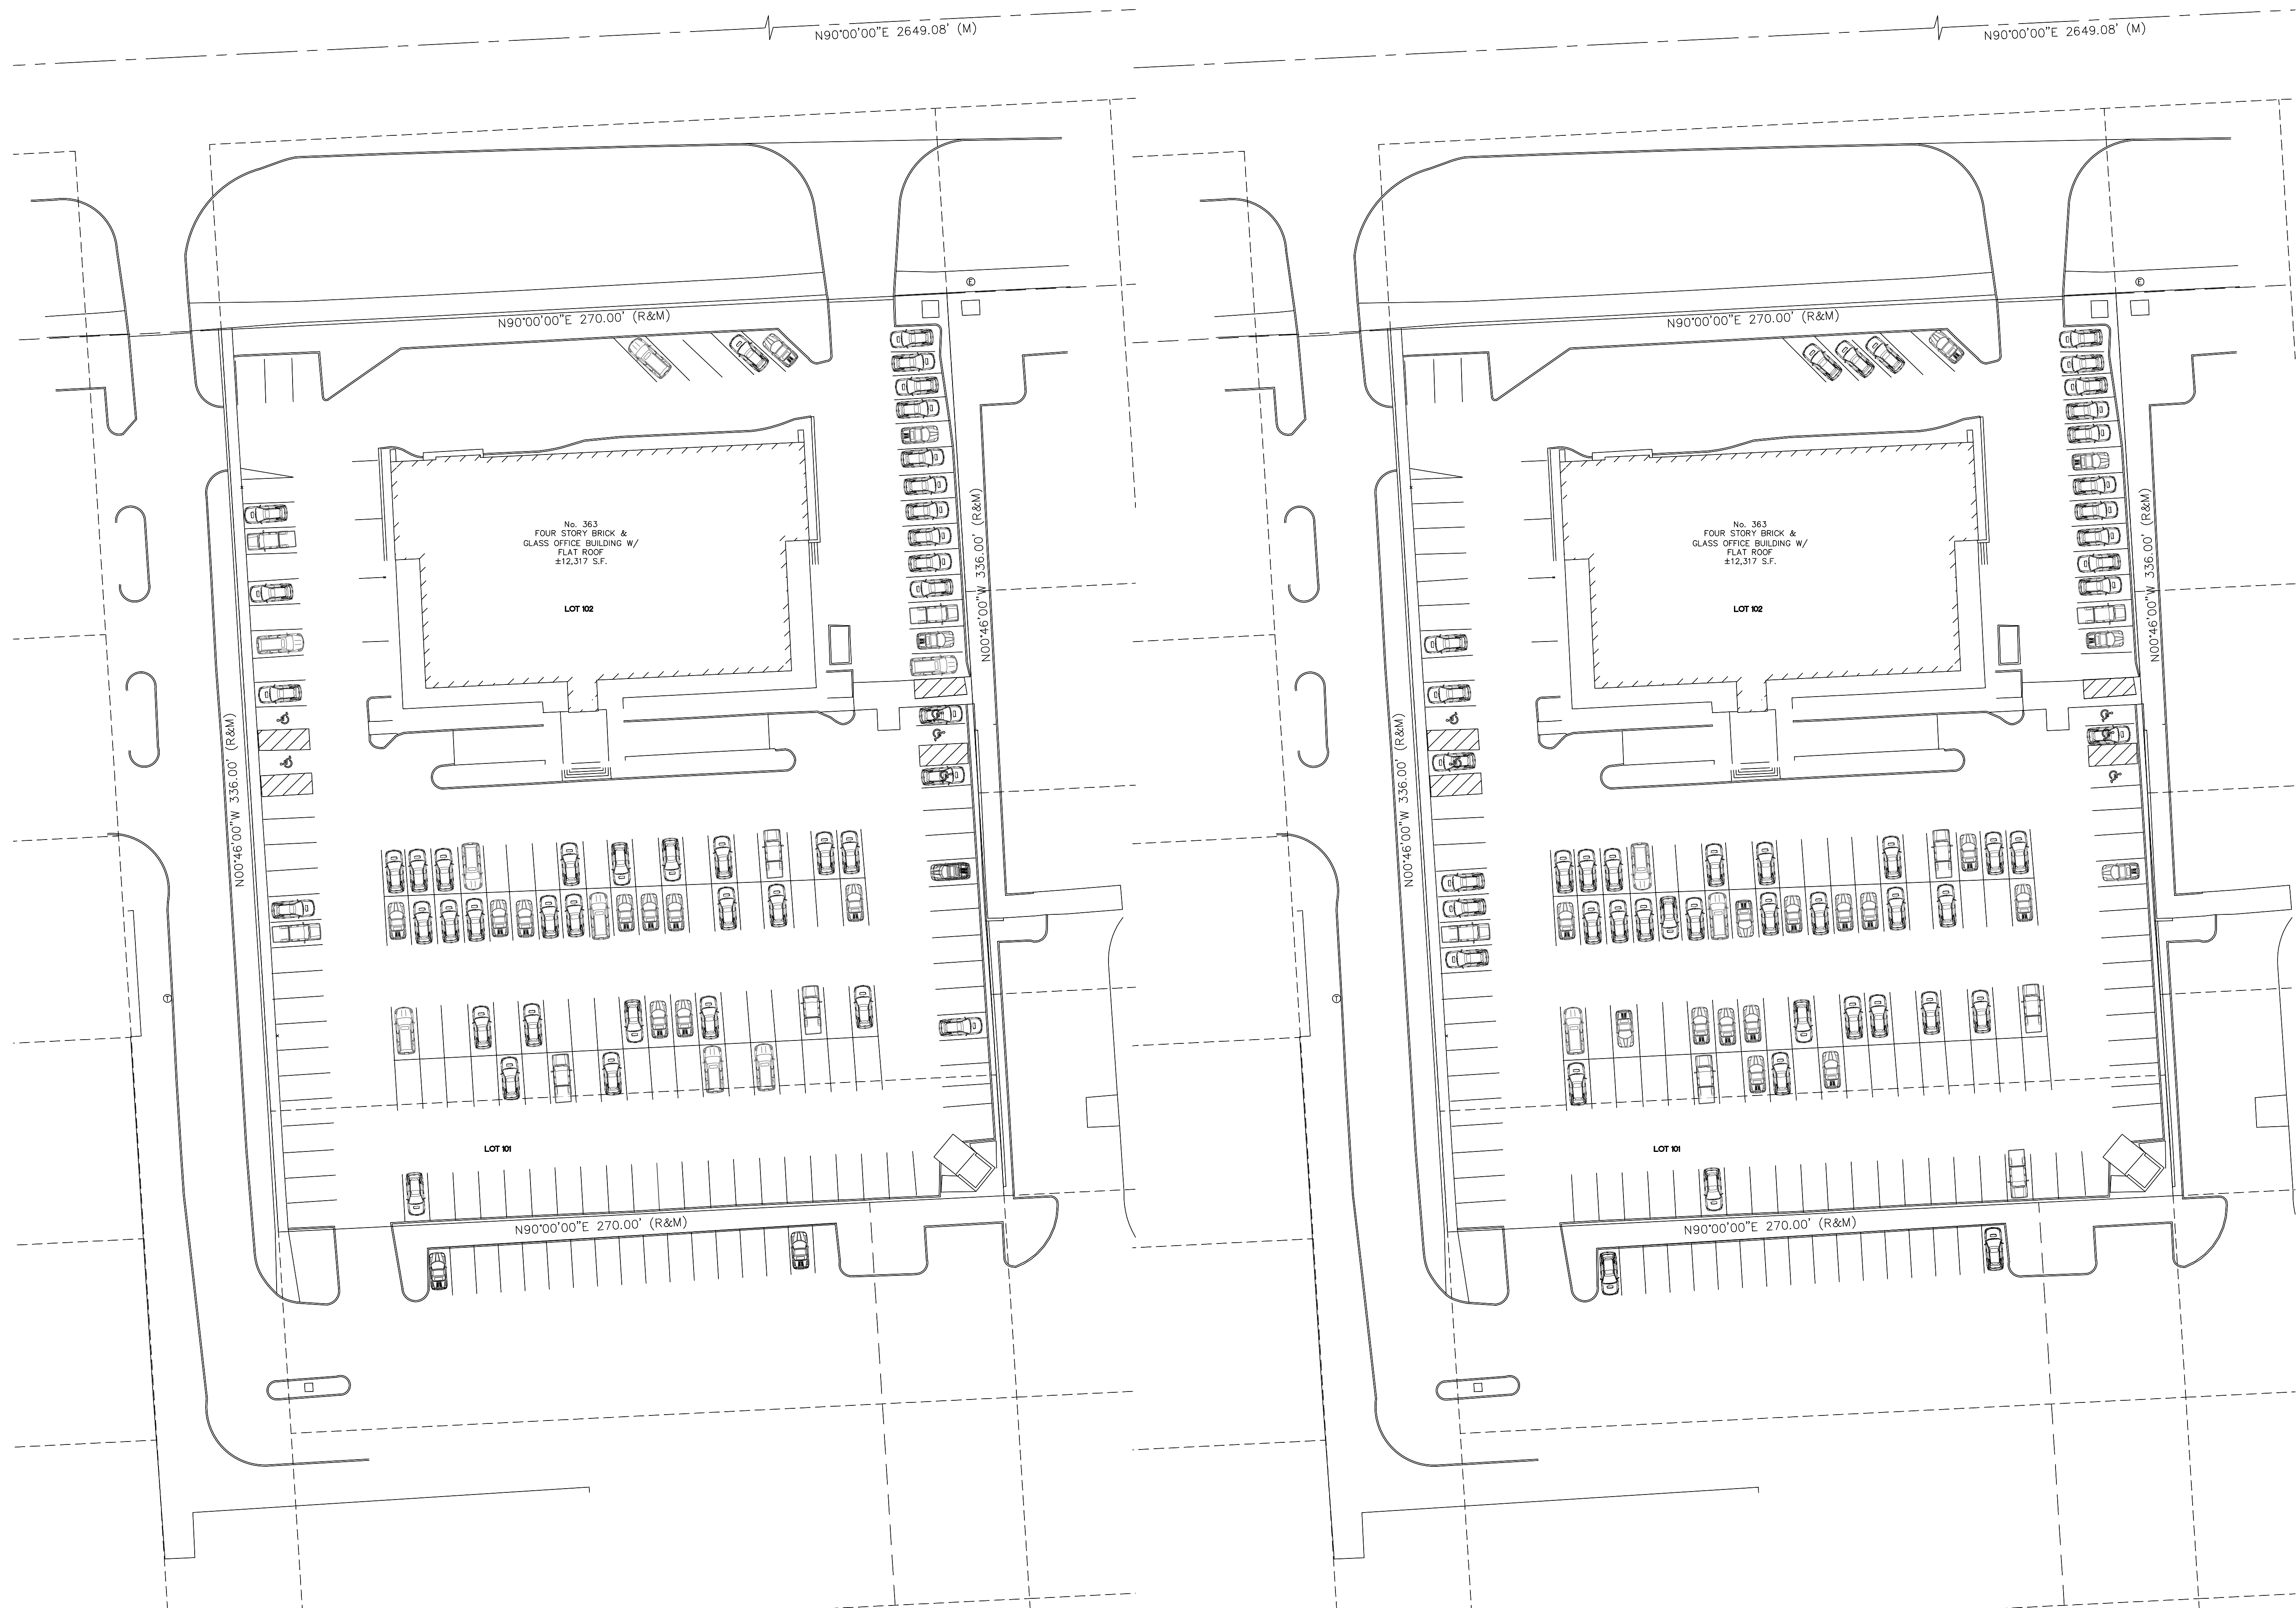 N90°00'00"E 2649.08' (M)
N90°00'00"E 270.00' (R&M)
E
No. 363
FOUR STORY BRICK &
GLASS OFFICE BUILDING W/
FLAT ROOF
±12,317 S.F.
LOT 102
N00°46'00"W 336.00' (R&M)
N00°46'00"W 336.00' (R&M)
T
LOT 101
N90°00'00"E 270.00' (R&M)
N90°00'00"E 2649.08' (M)
N90°00'00"E 270.00' (R&M)
E
No. 363
FOUR STORY BRICK &
GLASS OFFICE BUILDING W/
FLAT ROOF
±12,317 S.F.
LOT 102
N00°46'00"W 336.00' (R&M)
N00°46'00"W 336.00' (R&M)
T
LOT 101
N90°00'00"E 270.00' (R&M)